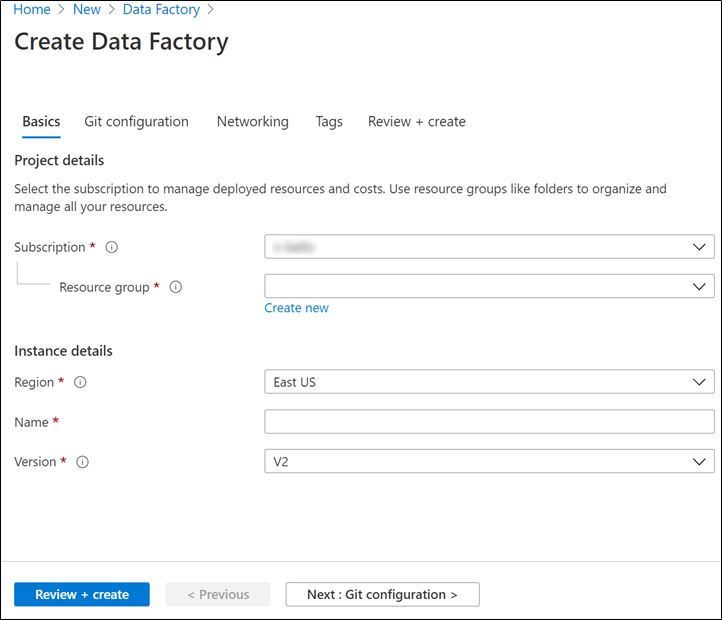 Home > New > Data Factory >
Create Data Factory
Basics Git configuration Networking Tags Review + create
Project details
Select the subscription to manage deployed resources and costs. Use resource groups like folders to organize and
manage all your resources.
Subscription *
Resource group *
Create new
Instance details
Region * East US
Name *
Version * V2
Review + create < Previous Next : Git configuration >